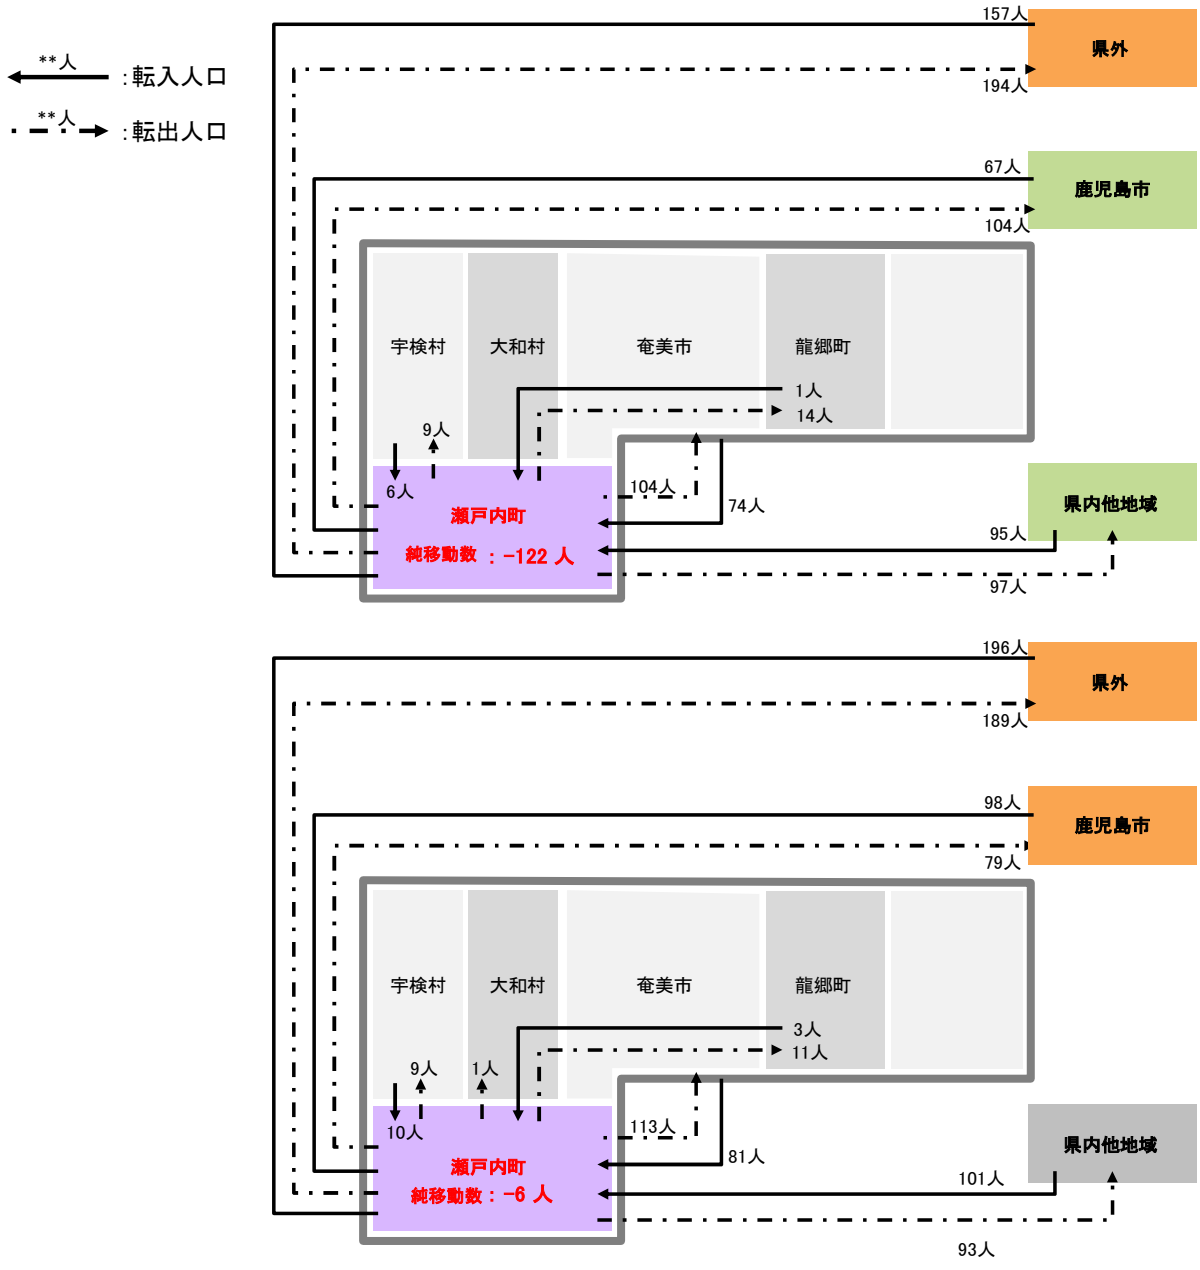 157人
県外
**人
:転入人口
194人
**人
:転出人口
67人
鹿児島市
104人
宇検村
大和村
奄美市
龍郷町
1人
14人
9人
6人
104人
74人
瀬戸内町
県内他地域
純移動数 : -122 人
95人
97人
196人
県外
189人
98人
鹿児島市
79人
宇検村
大和村
奄美市
龍郷町
3人
11人
9人
1人
10人
113人
81人
瀬戸内町
県内他地域
純移動数 : -6 人
101人
93人